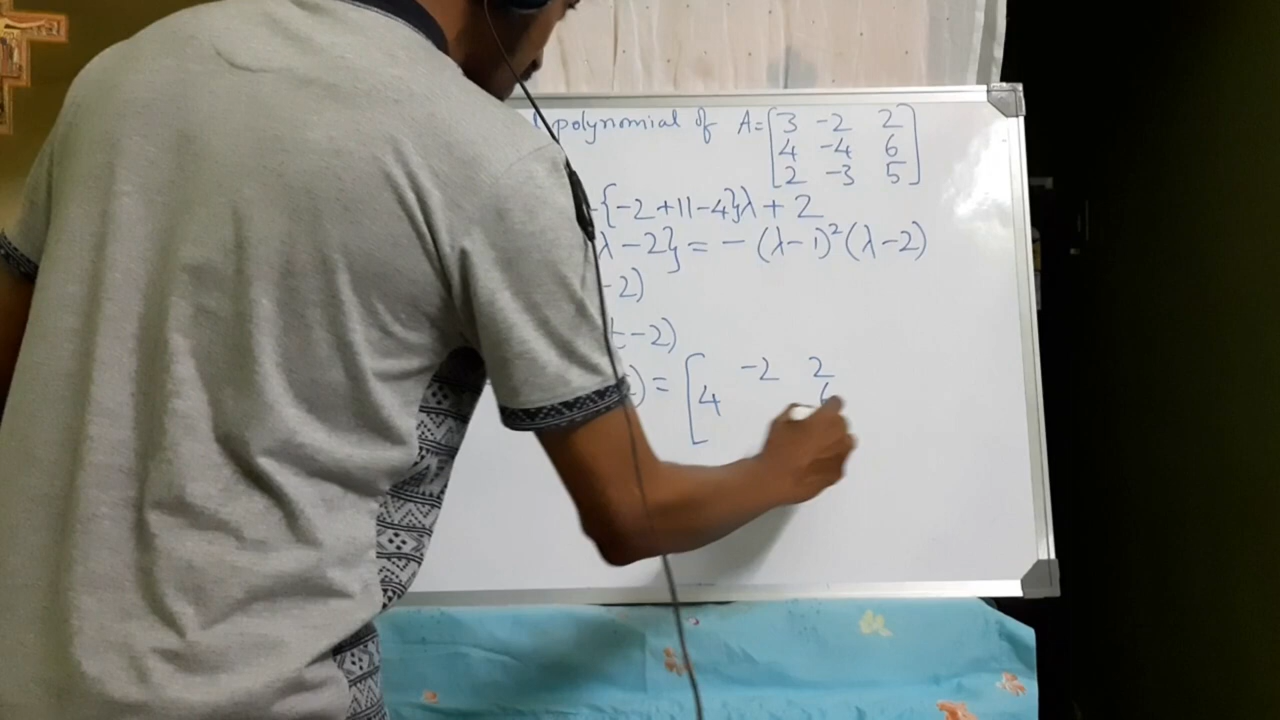 polynomial of A=[3 -2 2
4 -4 6
2 -3 5]
-{-2+11-4}λ+2
λ-2}=-(λ-1)²(λ-2)
-2)
t-2)
)=[ -2 2
4 6